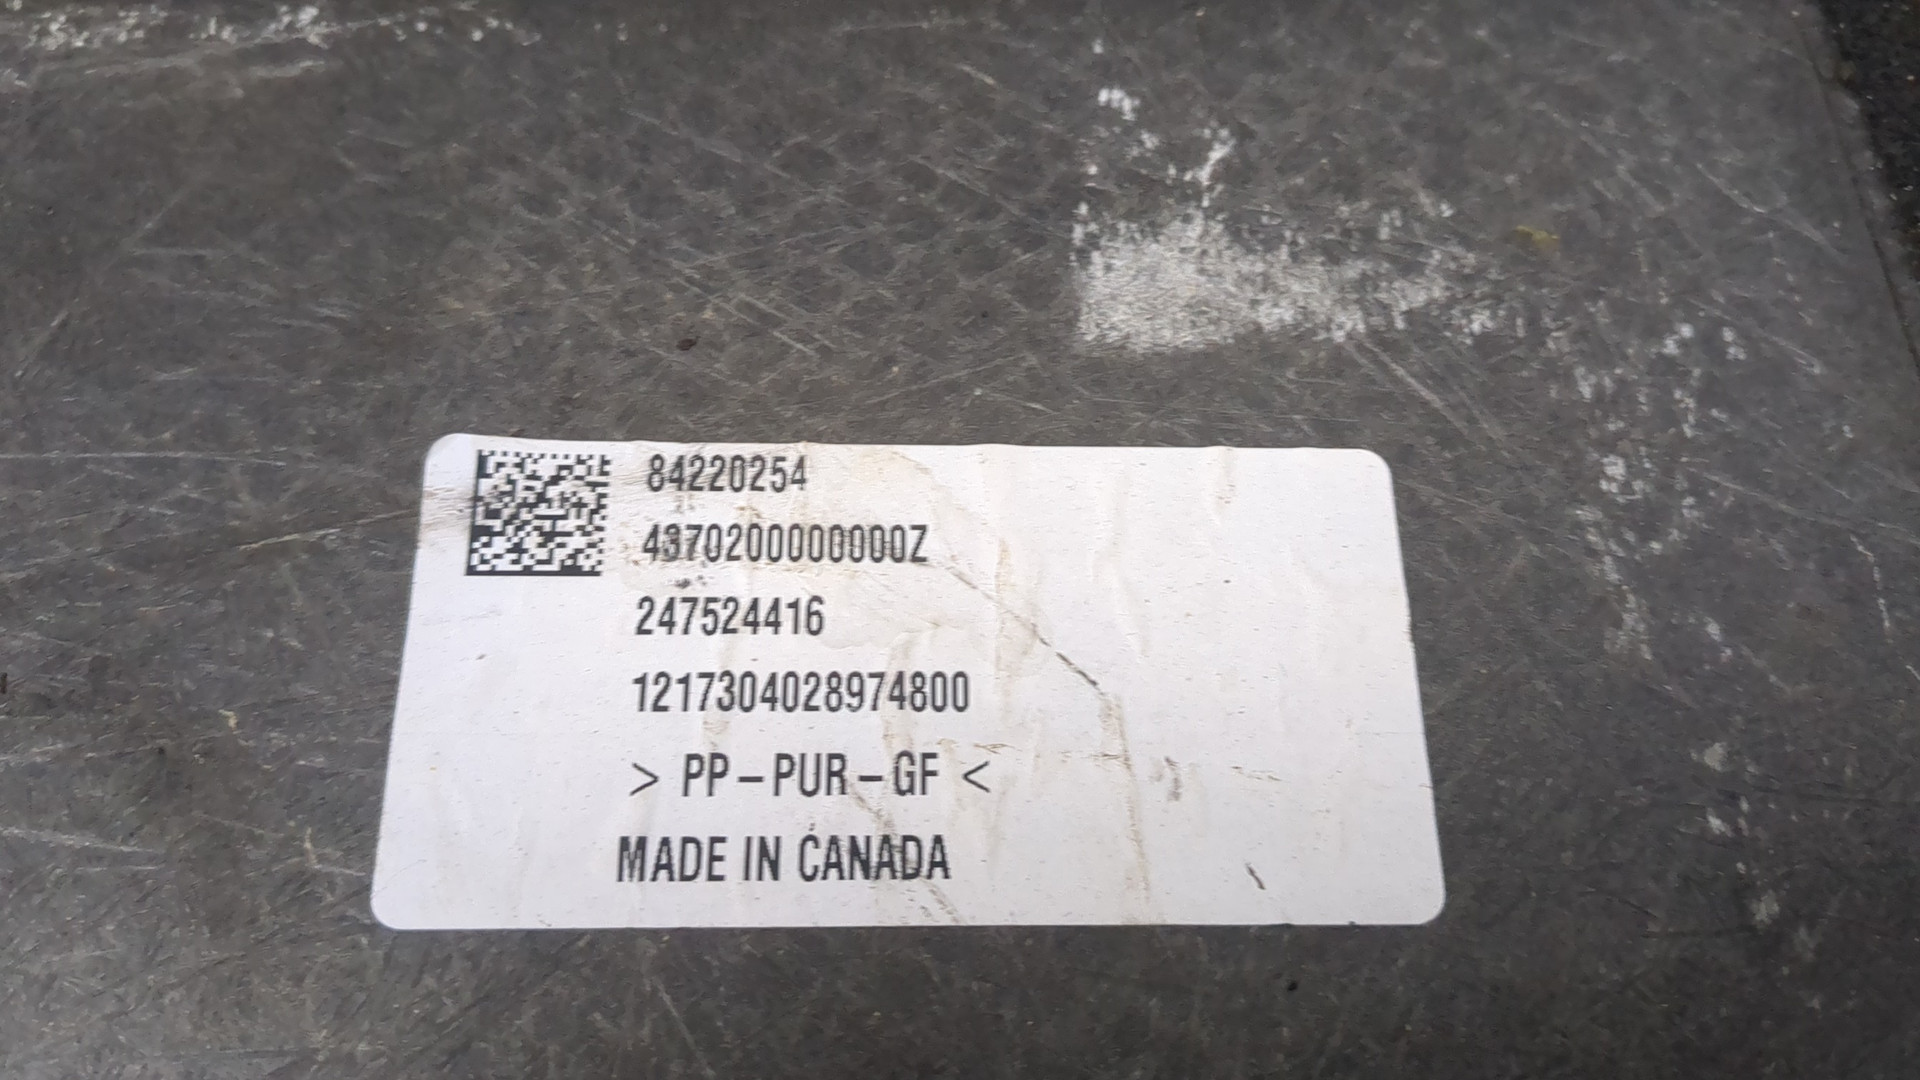 84220254
4370200000000Z
247524416
1217304028974800
> PP-PUR-GF <
MADE IN CANADA